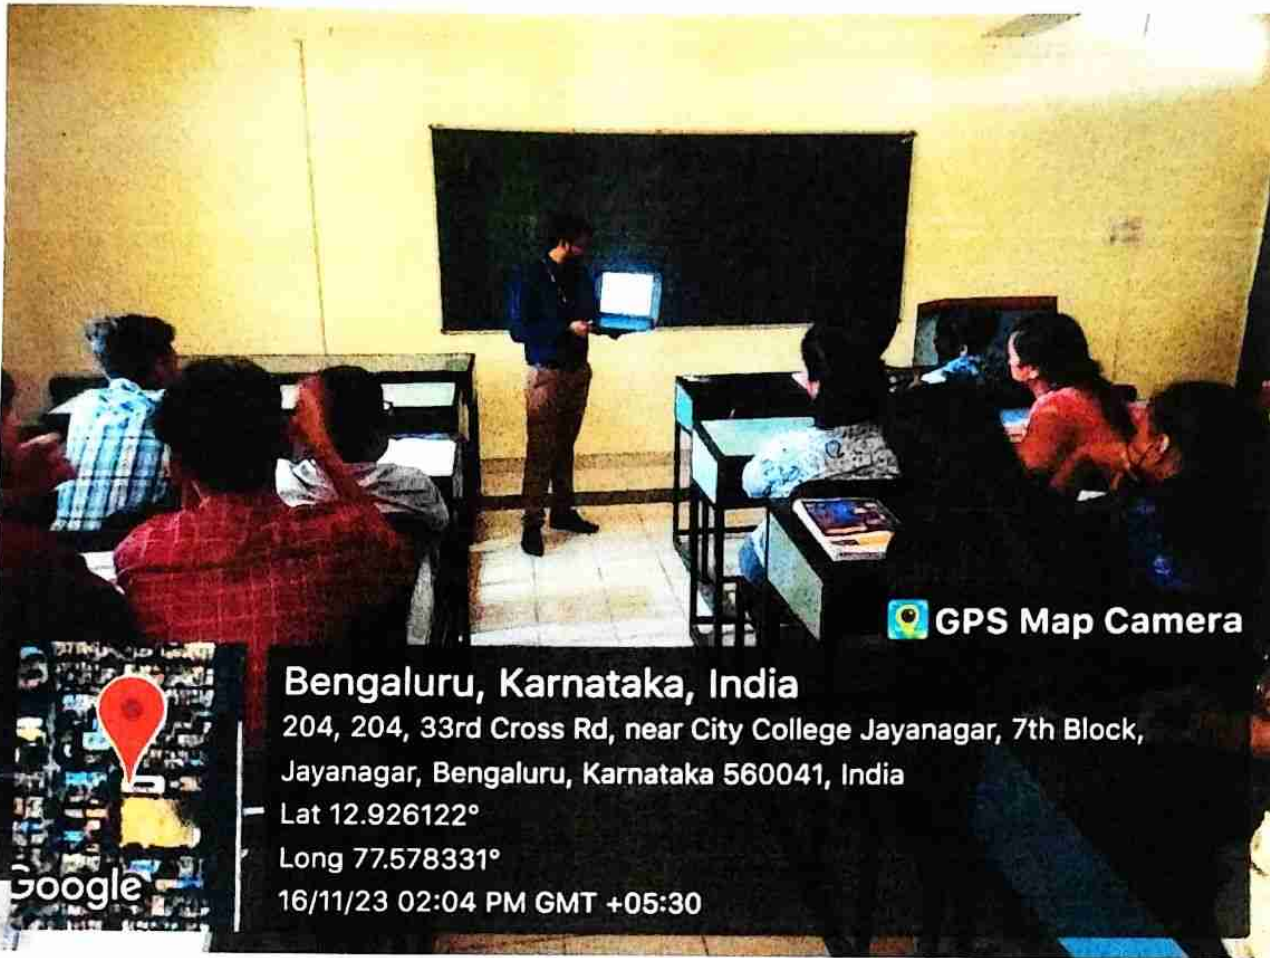 GPS Map Camera
Bengaluru, Karnataka, India
204, 204, 33rd Cross Rd, near City College Jayanagar, 7th Block,
Jayanagar, Bengaluru, Karnataka 560041, India
Lat 12.926122°
Long 77.578331°
16/11/23 02:04 PM GMT +05:30
Google